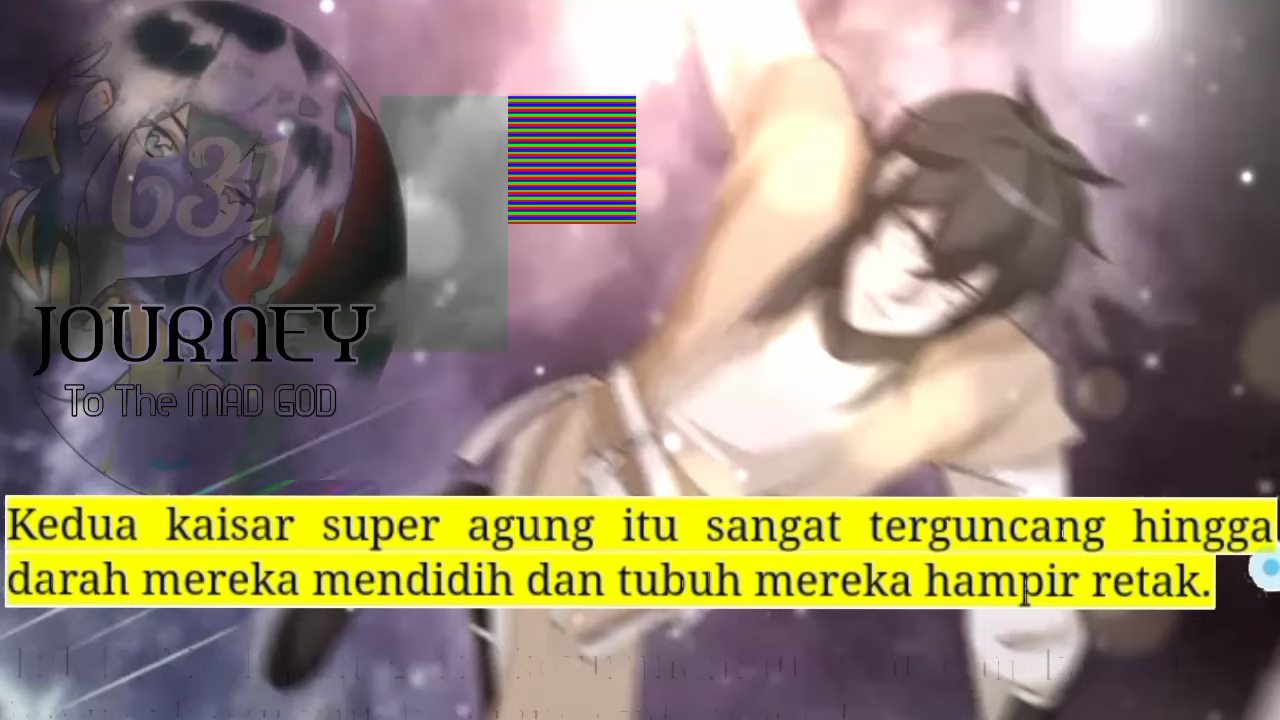 631
JOURNEY
To The MAD GOD
Kedua kaisar super agung itu sangat terguncang hingga
darah mereka mendidih dan tubuh mereka hampir retak.